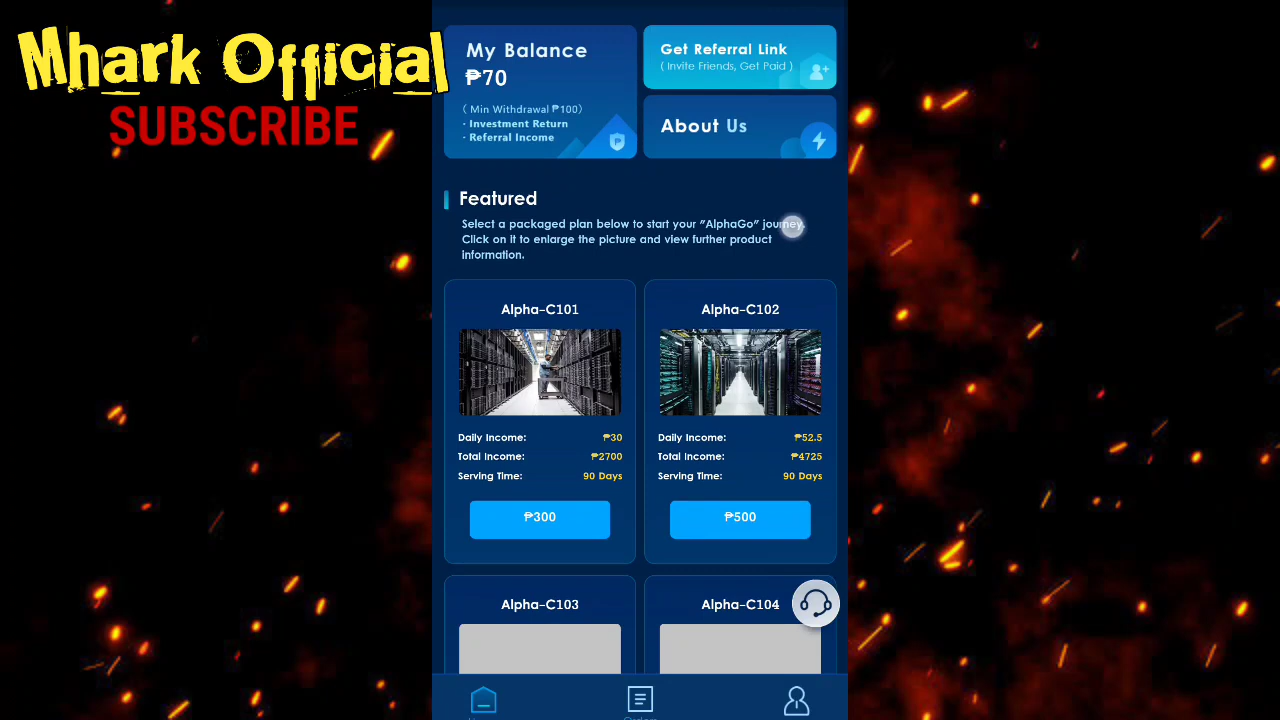 Mhark Official
SUBSCRIBE
My Balance
₱70
( Min Withdrawal ₱100)
· Investment Return
· Referral Income
Get Referral Link
( Invite Friends, Get Paid )
About Us
Featured
Select a packaged plan below to start your "AlphaGo" journey.
Click on it to enlarge the picture and view further product
information.
Alpha-C101
Daily Income: ₱30
Total Income: ₱2700
Serving Time: 90 Days
₱300
Alpha-C102
Daily Income: ₱52.5
Total Income: ₱4725
Serving Time: 90 Days
₱500
Alpha-C103
Alpha-C104